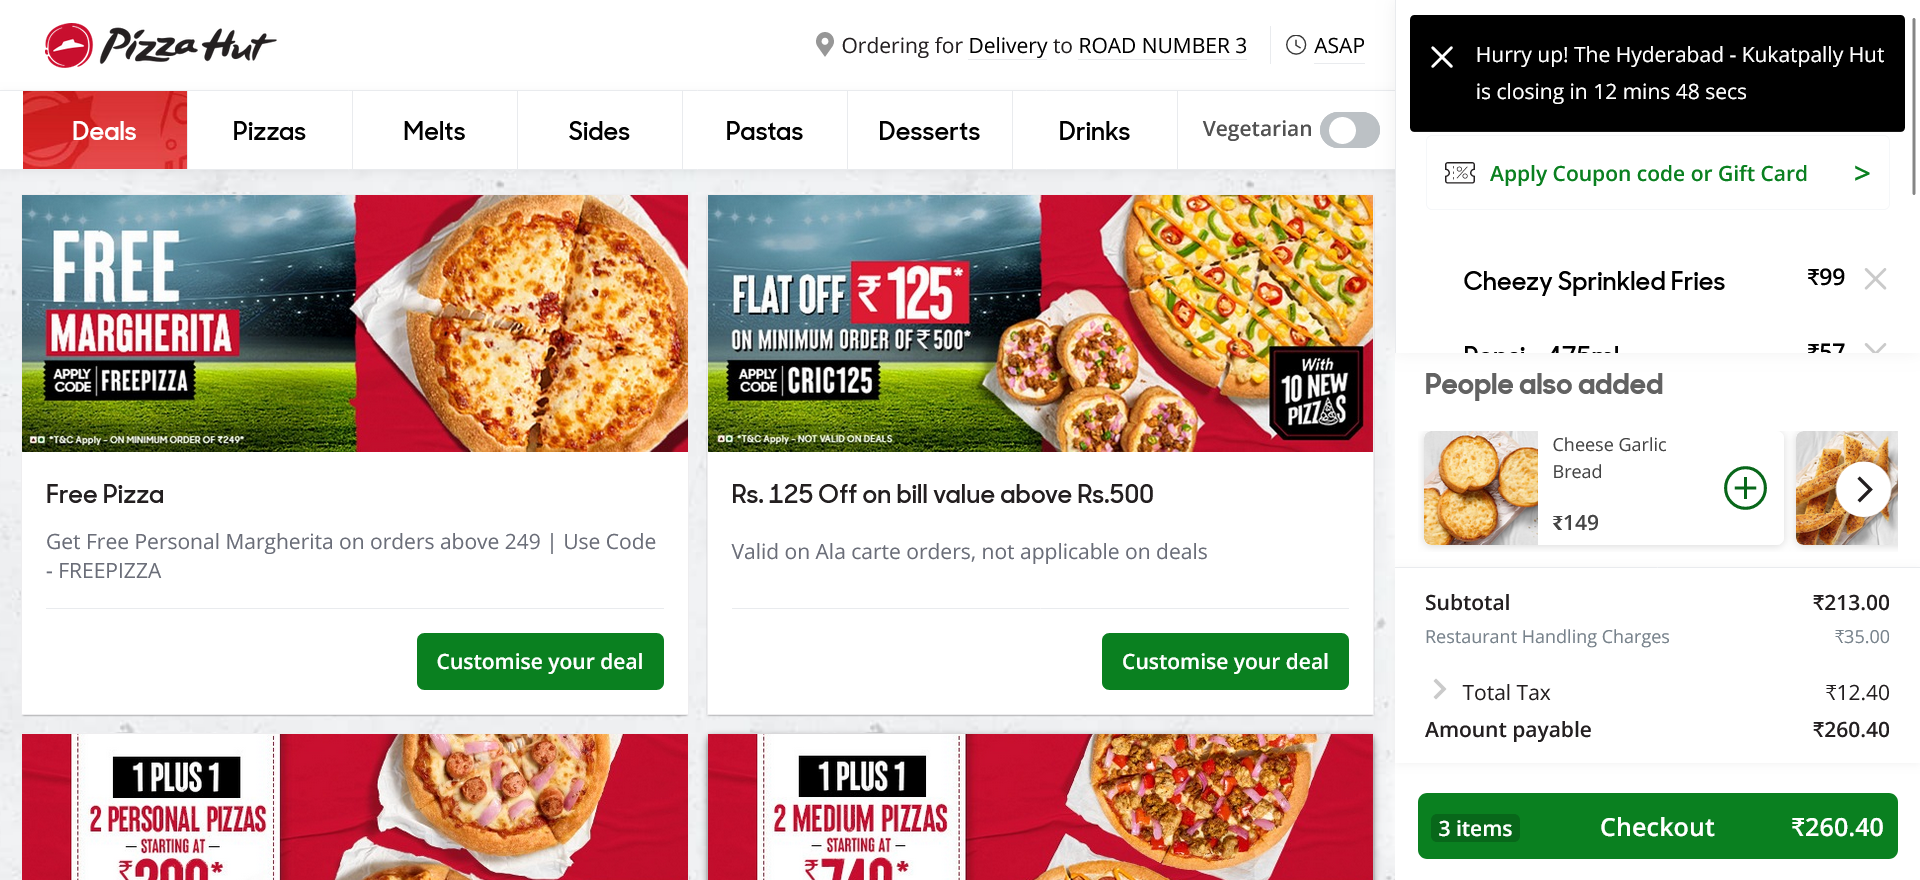 Pizza Hut
Ordering for Delivery to ROAD NUMBER 3
ASAP
Deals
Pizzas
Melts
Sides
Pastas
Desserts
Drinks
Vegetarian
FREE
MARGHERITA
APPLY CODE FREEPIZZA
*T&C Apply - ON MINIMUM ORDER OF ₹249*
Free Pizza
Get Free Personal Margherita on orders above 249 | Use Code
- FREEPIZZA
Customise your deal
FLAT OFF ₹125*
ON MINIMUM ORDER OF ₹500*
APPLY CODE CRIC125
*T&C Apply - NOT VALID ON DEALS
With
10 NEW
PIZZAS
Rs. 125 Off on bill value above Rs.500
Valid on Ala carte orders, not applicable on deals
Customise your deal
1 PLUS 1
2 PERSONAL PIZZAS
– STARTING AT –
1 PLUS 1
2 MEDIUM PIZZAS
– STARTING AT –
₹749*
Hurry up! The Hyderabad - Kukatpally Hut
is closing in 12 mins 48 secs
Apply Coupon code or Gift Card >
Cheezy Sprinkled Fries ₹99
Pepsi - 475ml ₹57
People also added
Cheese Garlic
Bread
₹149
Subtotal ₹213.00
Restaurant Handling Charges ₹35.00
Total Tax ₹12.40
Amount payable ₹260.40
3 items Checkout ₹260.40